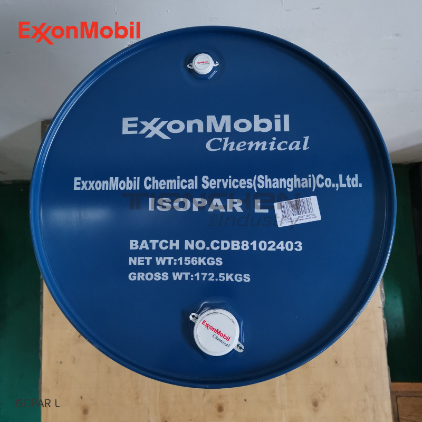 ExxonMobil
ExxonMobil
Chemical
ExxonMobil Chemical Services(Shanghai)Co.,Ltd.
ISOPAR L
BATCH NO.CDB8102403
NET WT:156KGS
GROSS WT:172.5KGS
ExxonMobil
Chemical
ISOPAR L